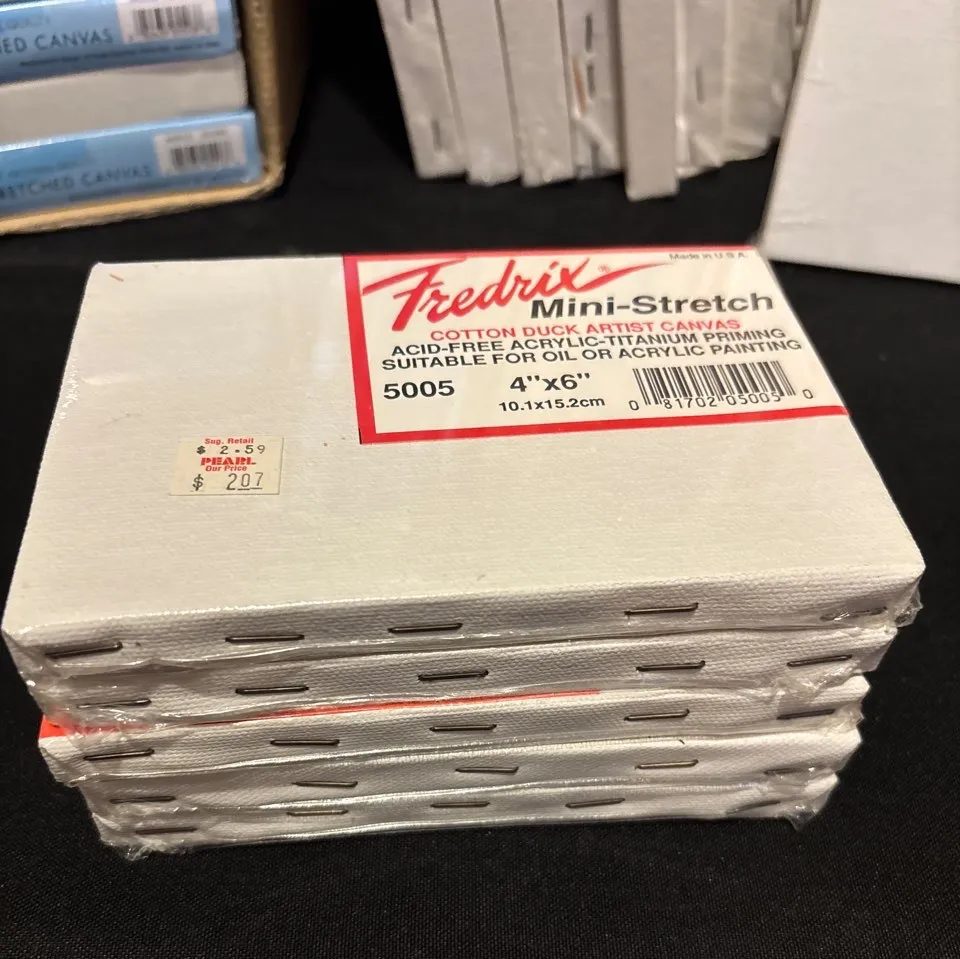 CANVAS
STRETCHED CANVAS
Made in U.S.A.
Fredrix®
Mini-Stretch
COTTON DUCK ARTIST CANVAS
ACID-FREE ACRYLIC-TITANIUM PRIMING
SUITABLE FOR OIL OR ACRYLIC PAINTING
5005 4"x6"
10.1x15.2cm
0 81702 05005 0
Sug. Retail
$ 2.59
PEARL
Our Price
$ 207